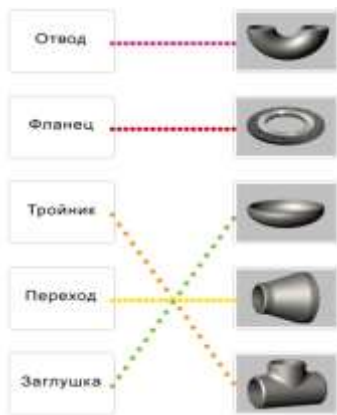 Отвод
Фланец
Тройник
Переход
Заглушка